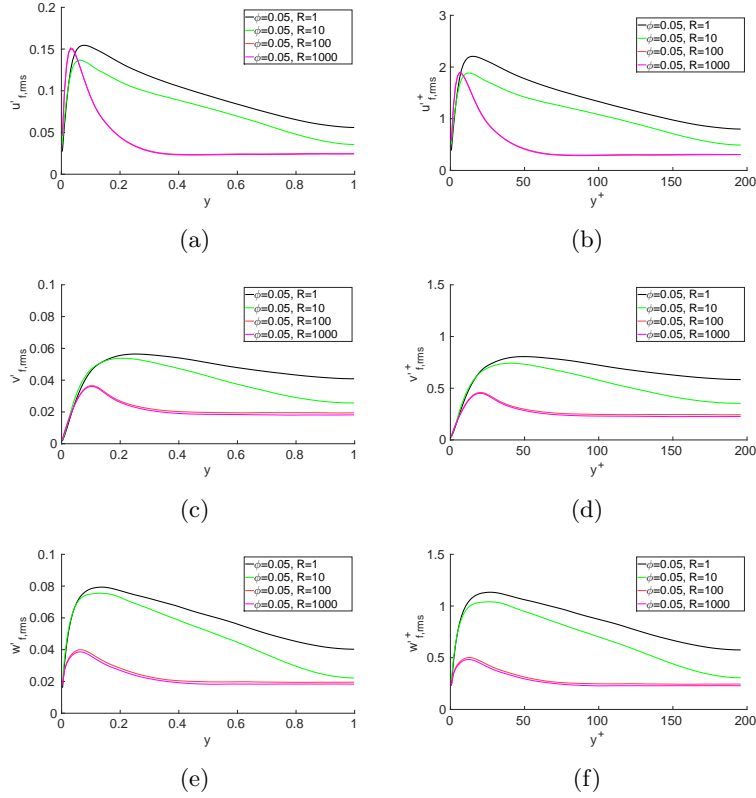 0.2
0.15
0.1
0.05
0
u'f,rms
0 0.2 0.4 0.6 0.8 1
y
ϕ=0.05, R=1
ϕ=0.05, R=10
ϕ=0.05, R=100
ϕ=0.05, R=1000
(a)
3
2
1
0
u'+f,rms
0 50 100 150 200
y+
ϕ=0.05, R=1
ϕ=0.05, R=10
ϕ=0.05, R=100
ϕ=0.05, R=1000
(b)
0.1
0.08
0.06
0.04
0.02
0
v'f,rms
0 0.2 0.4 0.6 0.8 1
y
ϕ=0.05, R=1
ϕ=0.05, R=10
ϕ=0.05, R=100
ϕ=0.05, R=1000
(c)
1.5
1
0.5
0
v'+f,rms
0 50 100 150 200
y+
ϕ=0.05, R=1
ϕ=0.05, R=10
ϕ=0.05, R=100
ϕ=0.05, R=1000
(d)
0.1
0.08
0.06
0.04
0.02
0
w'f,rms
0 0.2 0.4 0.6 0.8 1
y
ϕ=0.05, R=1
ϕ=0.05, R=10
ϕ=0.05, R=100
ϕ=0.05, R=1000
(e)
1.5
1
0.5
0
w'+f,rms
0 50 100 150 200
y+
ϕ=0.05, R=1
ϕ=0.05, R=10
ϕ=0.05, R=100
ϕ=0.05, R=1000
(f)